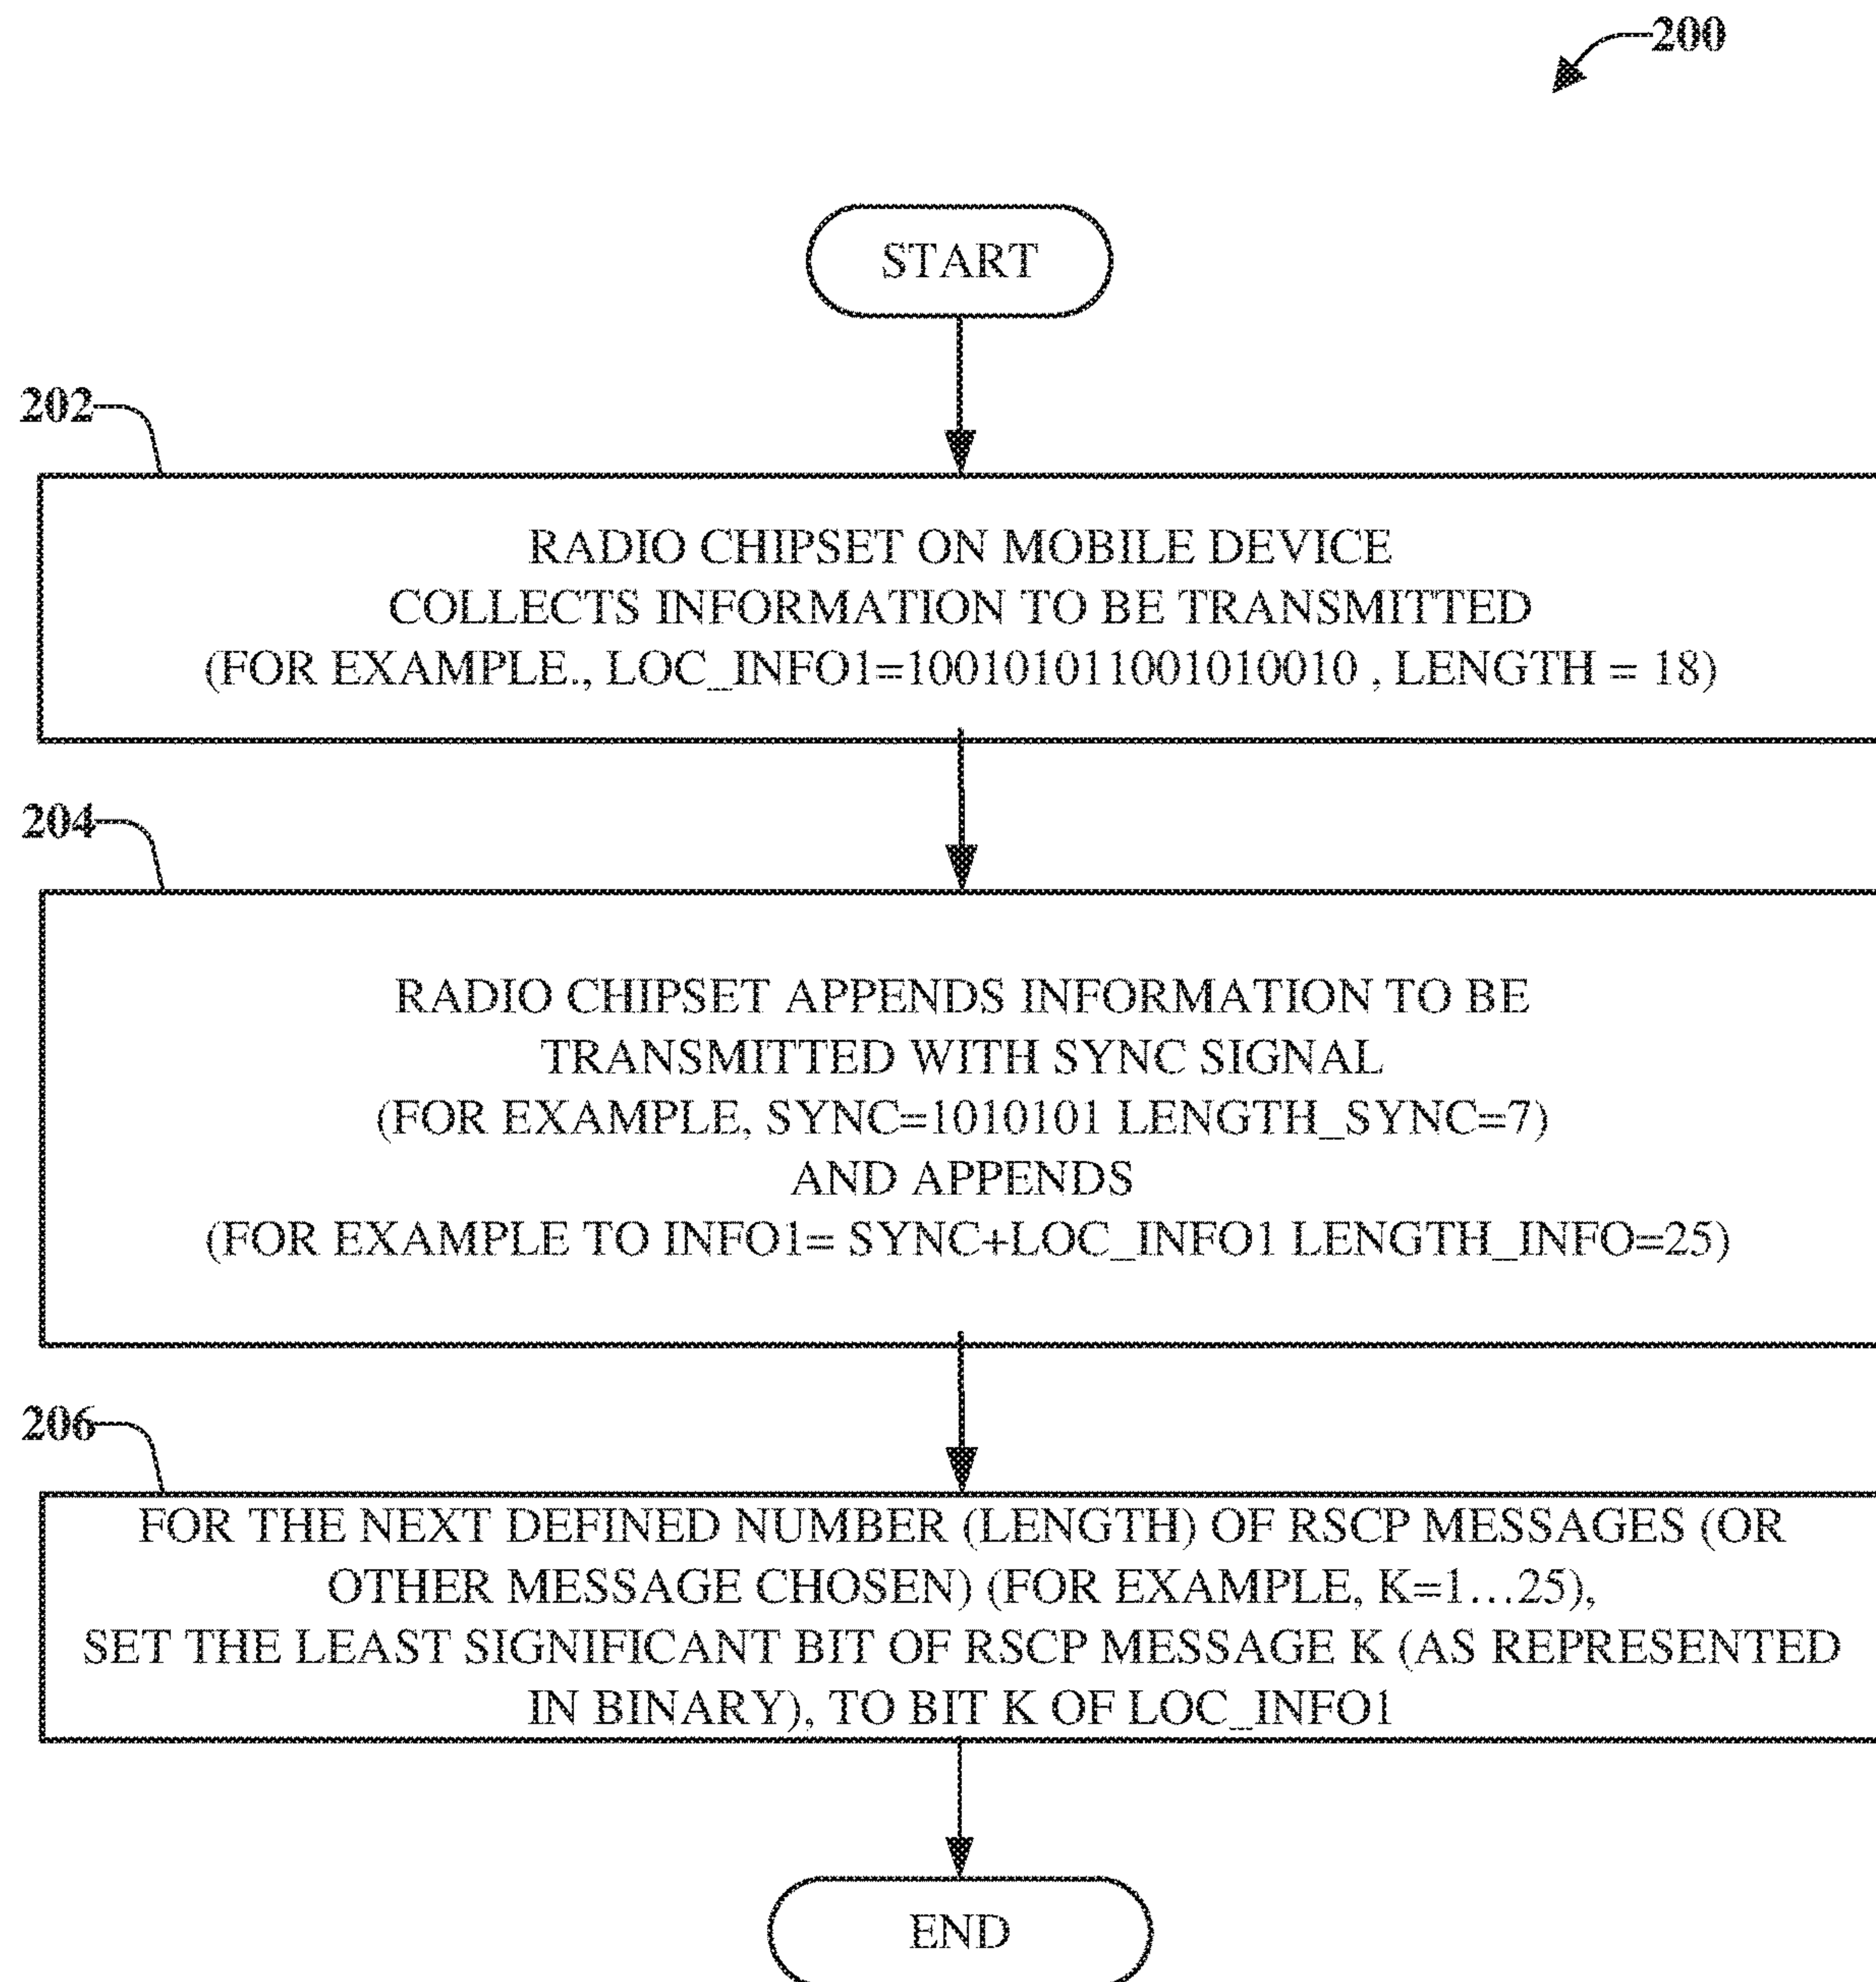 200
START
202
RADIO CHIPSET ON MOBILE DEVICE
COLLECTS INFORMATION TO BE TRANSMITTED
(FOR EXAMPLE., LOC_INFO1=100101011001010010 , LENGTH = 18)
204
RADIO CHIPSET APPENDS INFORMATION TO BE
TRANSMITTED WITH SYNC SIGNAL
(FOR EXAMPLE, SYNC=1010101 LENGTH_SYNC=7)
AND APPENDS
(FOR EXAMPLE TO INFO1= SYNC+LOC_INFO1 LENGTH_INFO=25)
206
FOR THE NEXT DEFINED NUMBER (LENGTH) OF RSCP MESSAGES (OR
OTHER MESSAGE CHOSEN) (FOR EXAMPLE, K=1...25),
SET THE LEAST SIGNIFICANT BIT OF RSCP MESSAGE K (AS REPRESENTED
IN BINARY), TO BIT K OF LOC_INFO1
END